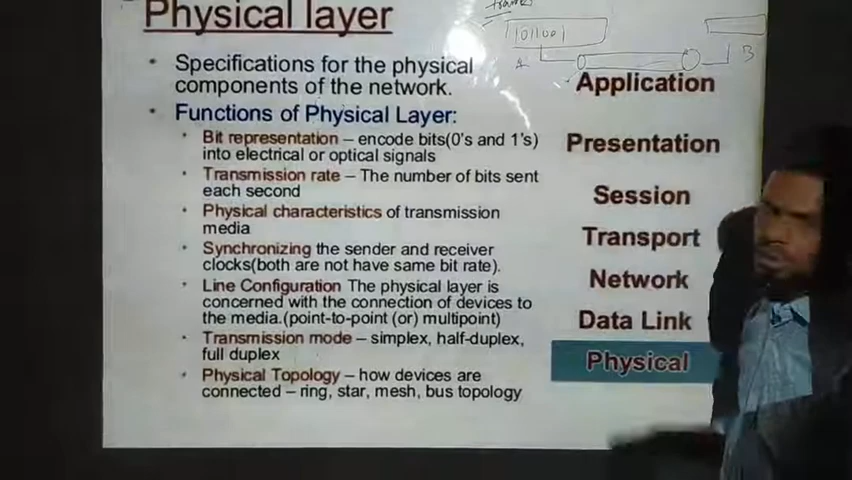 Physical layer
Frames
1011001
A
B
• Specifications for the physical
components of the network.
• Functions of Physical Layer:
• Bit representation – encode bits(0's and 1's)
into electrical or optical signals
• Transmission rate – The number of bits sent
each second
• Physical characteristics of transmission
media
• Synchronizing the sender and receiver
clocks(both are not have same bit rate).
• Line Configuration The physical layer is
concerned with the connection of devices to
the media.(point-to-point (or) multipoint)
• Transmission mode – simplex, half-duplex,
full duplex
• Physical Topology – how devices are
connected – ring, star, mesh, bus topology
Application
Presentation
Session
Transport
Network
Data Link
Physical